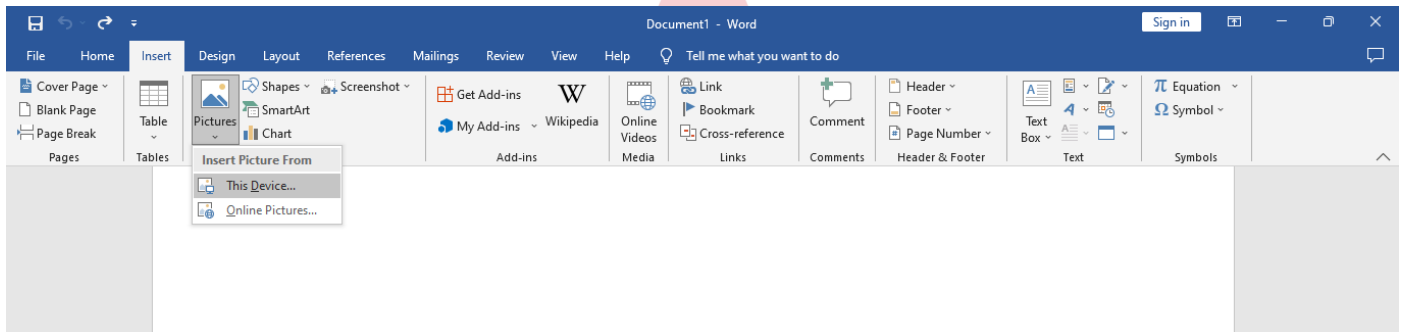 Document1 - Word
Sign in
File Home Insert Design Layout References Mailings Review View Help Tell me what you want to do
Cover Page
Blank Page
Page Break
Pages
Table
Tables
Pictures
Shapes
SmartArt
Chart
Screenshot
Insert Picture From
This Device...
Online Pictures...
Get Add-ins
My Add-ins
W
Wikipedia
Add-ins
Online
Videos
Media
Link
Bookmark
Cross-reference
Links
Comment
Comments
Header
Footer
# Page Number
Header & Footer
A
Text
Box
A
A
Text
π Equation
Ω Symbol
Symbols